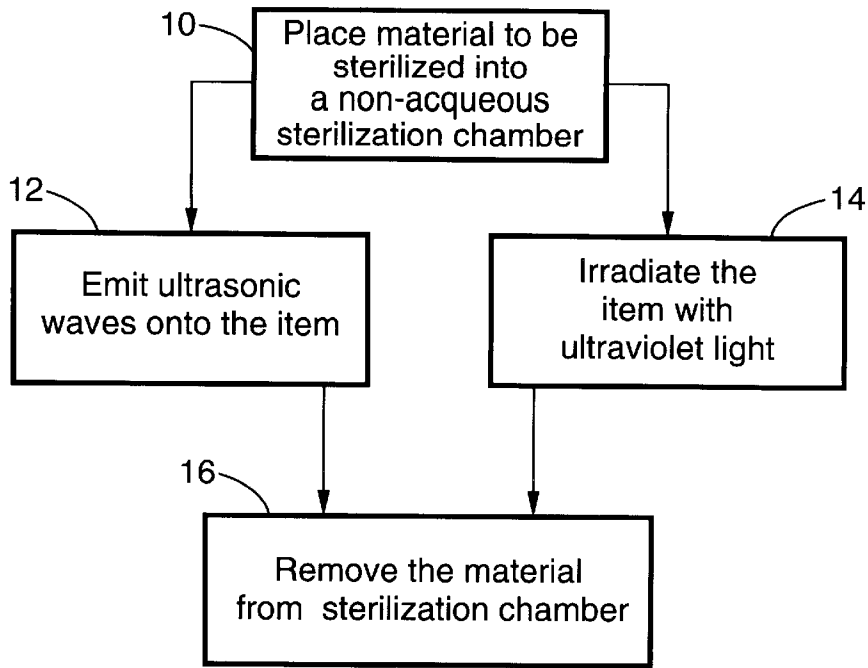 10
Place material to be
sterilized into
a non-acqueous
sterilization chamber
12
Emit ultrasonic
waves onto the item
14
Irradiate the
item with
ultraviolet light
16
Remove the material
from sterilization chamber